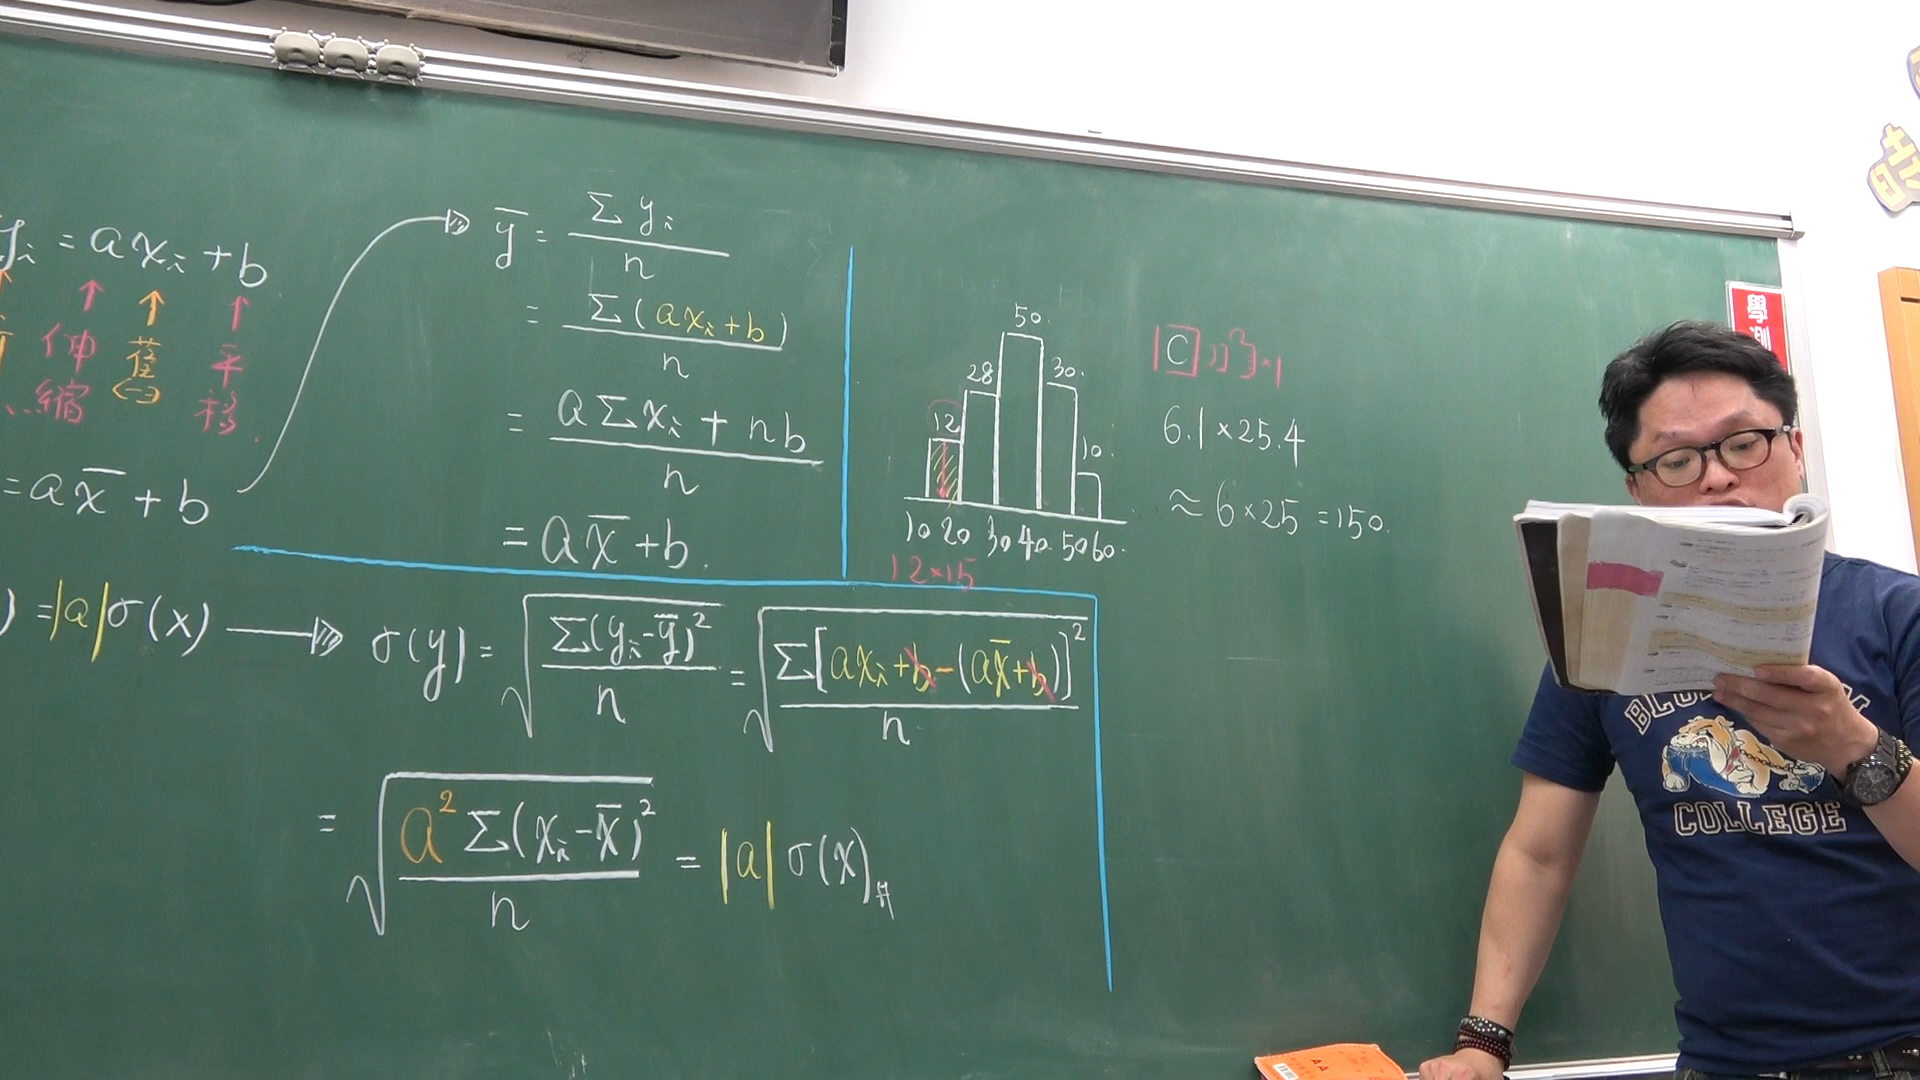 yᵢ = axᵢ + b
伸縮 平移
= ax̄ + b
ȳ = Σyᵢ / n
= Σ(axᵢ+b) / n
= aΣxᵢ + nb / n
= ax̄ + b.
12 28 50. 30. 10.
10 20 30 40 50 60.
12×15
C
6.1×25.4
≈ 6×25 = 150.
) = |a|σ(x) → σ(y) = √(Σ(yᵢ-ȳ)² / n) = √(Σ[axᵢ+b-(ax̄+b)]² / n)
= √(a²Σ(xᵢ-x̄)² / n) = |a|σ(x)#
學測
COLLEGE